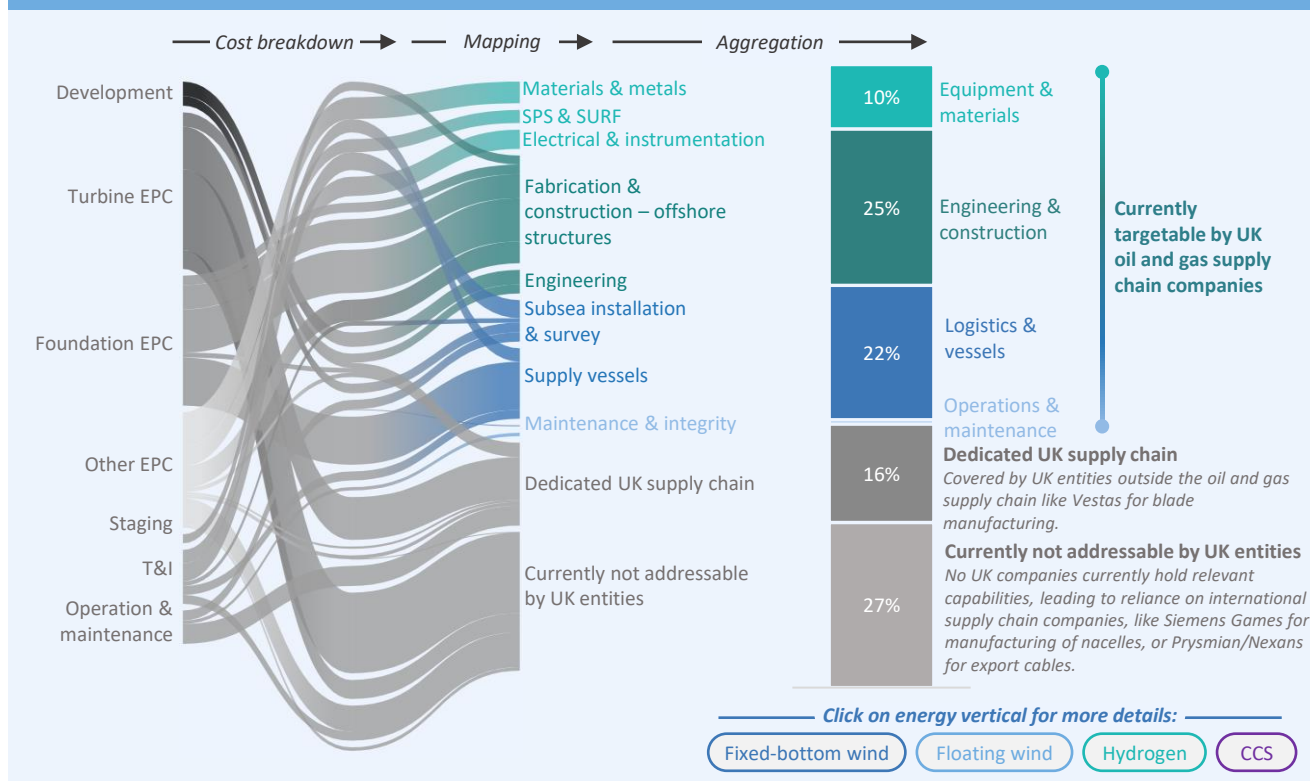 Cost breakdown
Mapping
Aggregation
Development
Turbine EPC
Foundation EPC
Other EPC
Staging
T&I
Operation &
maintenance
Materials & metals
SPS & SURF
Electrical & instrumentation
Fabrication &
construction – offshore
structures
Engineering
Subsea installation
& survey
Supply vessels
Maintenance & integrity
Dedicated UK supply chain
Currently not addressable
by UK entities
10%
25%
22%
16%
27%
Equipment &
materials
Engineering &
construction
Logistics &
vessels
Operations &
maintenance
Currently
targetable by UK
oil and gas supply
chain companies
Dedicated UK supply chain
Covered by UK entities outside the oil and gas
supply chain like Vestas for blade
manufacturing.
Currently not addressable by UK entities
No UK companies currently hold relevant
capabilities, leading to reliance on international
supply chain companies, like Siemens Games for
manufacturing of nacelles, or Prysmian/Nexans
for export cables.
Click on energy vertical for more details:
Fixed-bottom wind
Floating wind
Hydrogen
CCS